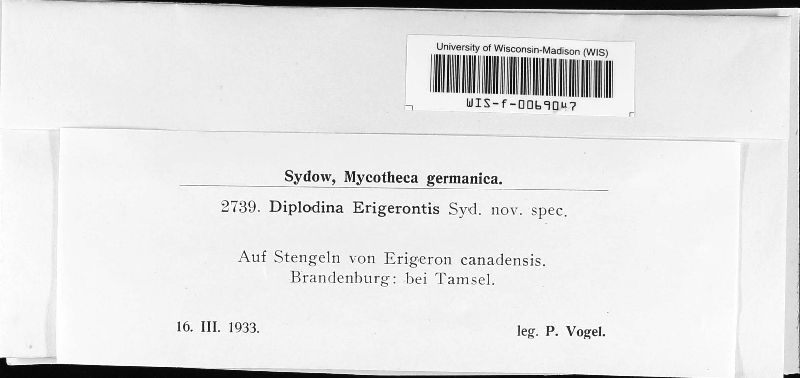 University of Wisconsin-Madison (WIS)
WIS-f-0069047
Sydow, Mycotheca germanica.
2739. Diplodina Erigerontis Syd. nov. spec.
Auf Stengeln von Erigeron canadensis.
Brandenburg: bei Tamsel.
16. III. 1933.
leg. P. Vogel.